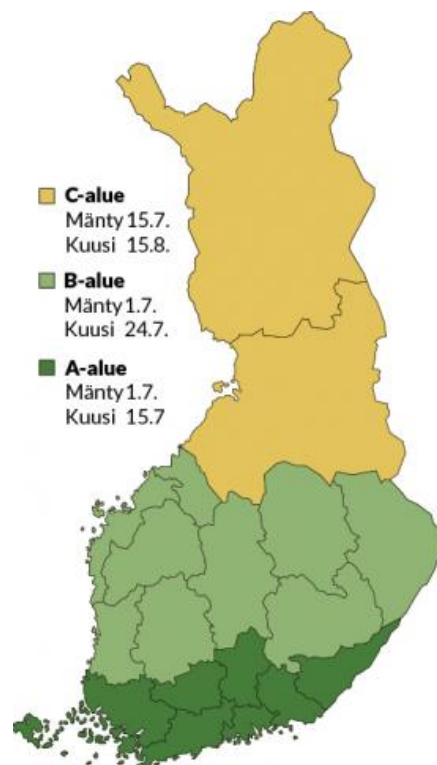 C-alue
Mänty 15.7.
Kuusi 15.8.
B-alue
Mänty 1.7.
Kuusi 24.7.
A-alue
Mänty 1.7.
Kuusi 15.7